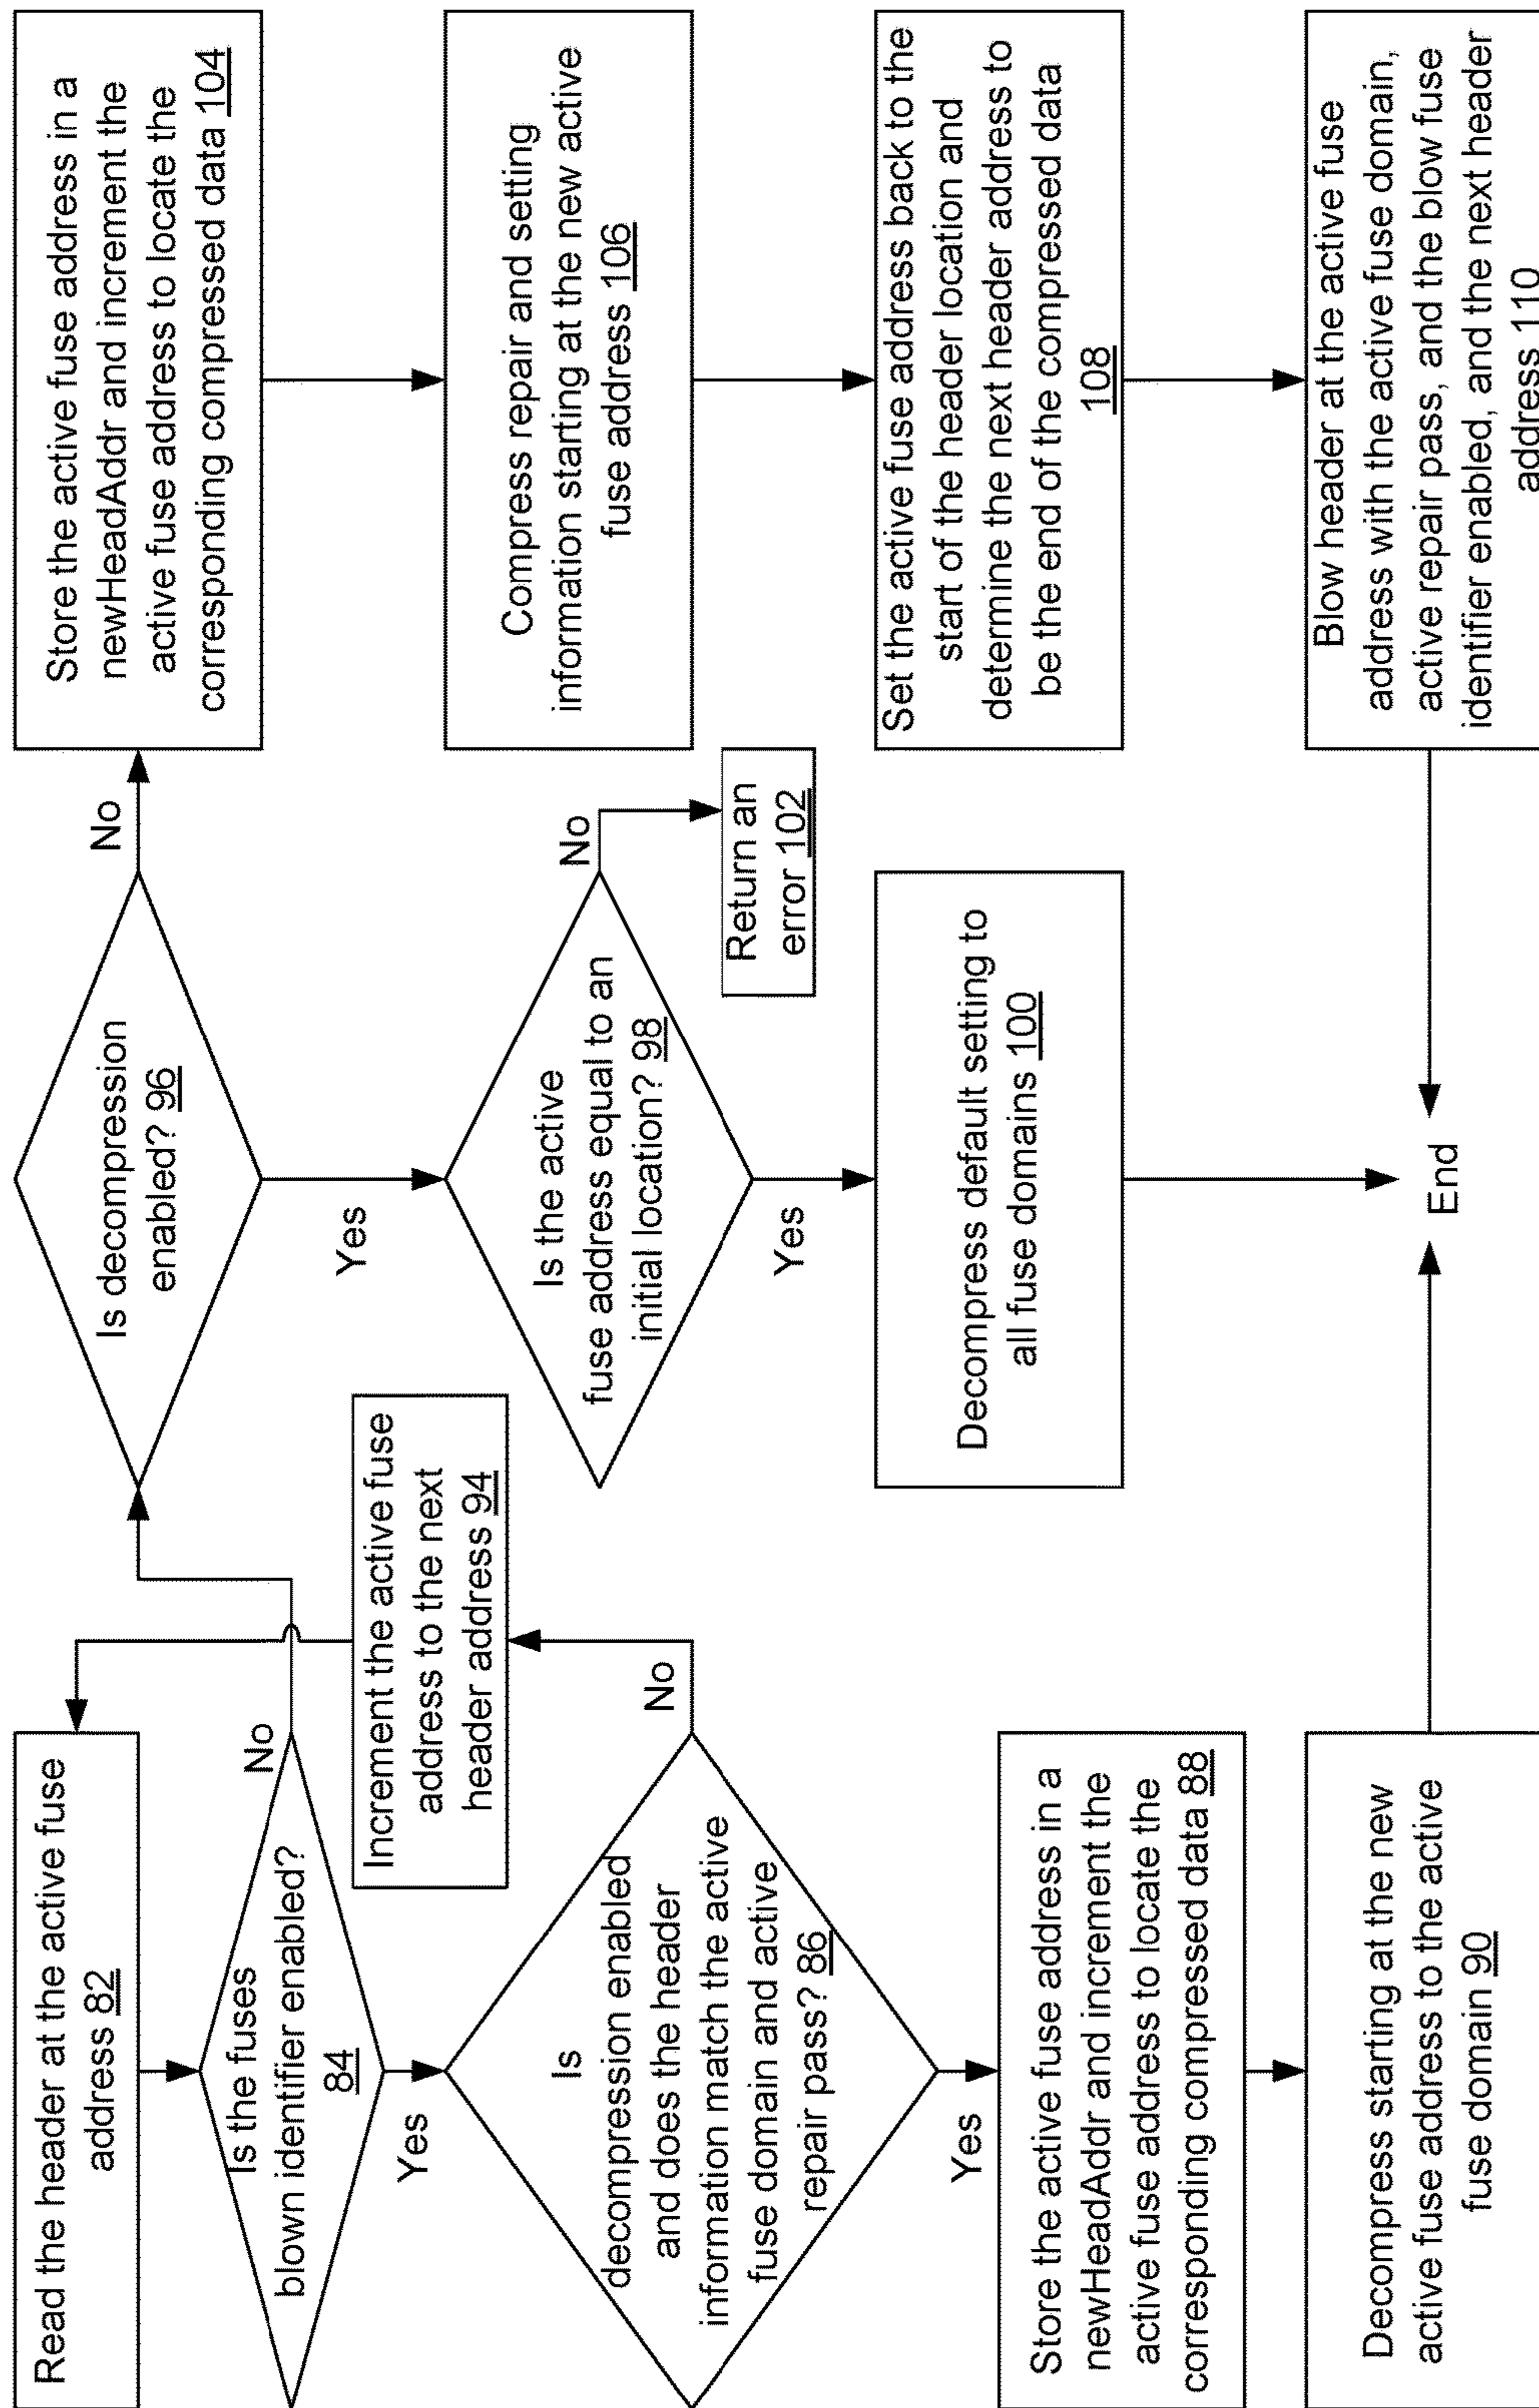 Read the header at the active fuse
address 82
Is the fuses
blown identifier enabled?
84
No
Yes
Is
decompression enabled
and does the header
information match the active
fuse domain and active
repair pass? 86
No
Increment the active fuse
address to the next
header address 94
Yes
Store the active fuse address in a
newHeadAddr and increment the
active fuse address to locate the
corresponding compressed data 88
Decompress starting at the new
active fuse address to the active
fuse domain 90
Is decompression
enabled? 96
No
Yes
Is the active
fuse address equal to an
initial location? 98
No
Return an
error 102
Yes
Decompress default setting to
all fuse domains 100
End
Store the active fuse address in a
newHeadAddr and increment the
active fuse address to locate the
corresponding compressed data 104
Compress repair and setting
information starting at the new active
fuse address 106
Set the active fuse address back to the
start of the header location and
determine the next header address to
be the end of the compressed data
108
Blow header at the active fuse
address with the active fuse domain,
active repair pass, and the blow fuse
identifier enabled, and the next header
address 110